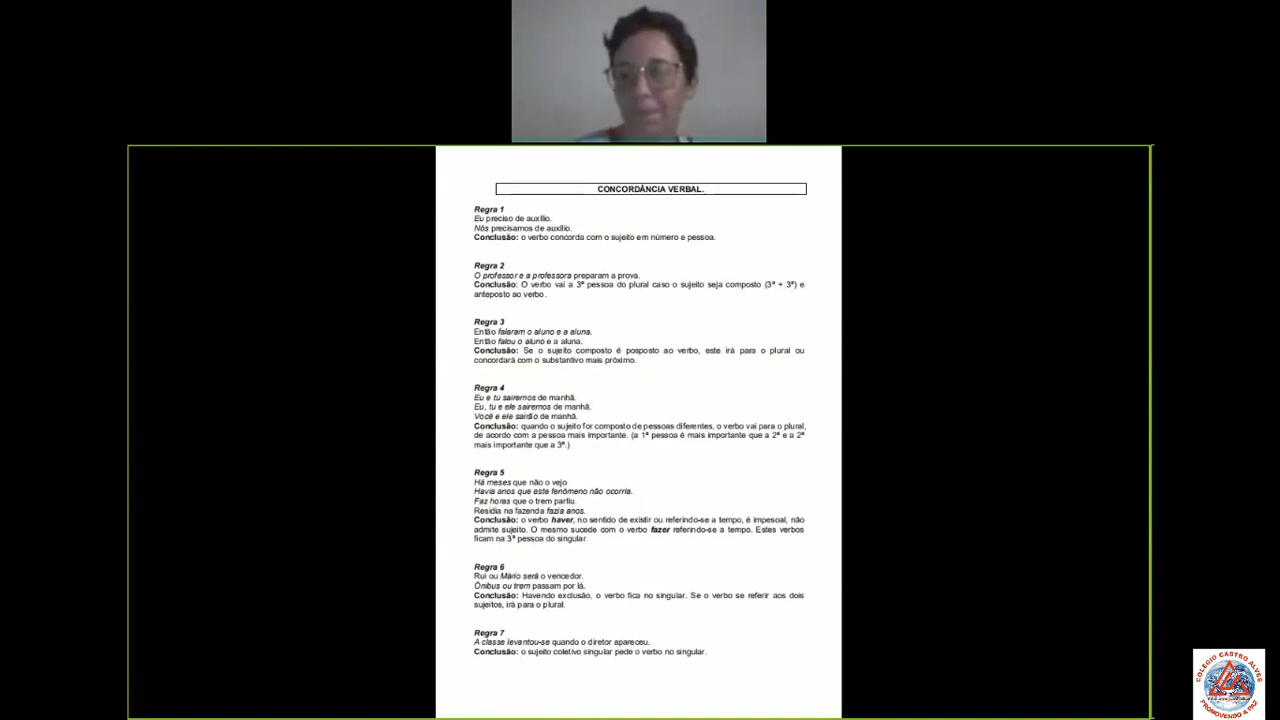 CONCORDÂNCIA VERBAL.
Regra 1
Eu preciso de auxílio.
Nós precisamos de auxílio.
Conclusão: o verbo concorda com o sujeito em número e pessoa.
Regra 2
O professor e a professora preparam a prova.
Conclusão: O verbo vai a 3ª pessoa do plural caso o sujeito seja composto (3ª + 3ª) e
anteposto ao verbo.
Regra 3
Então falaram o aluno e a aluna.
Então falou o aluno e a aluna.
Conclusão: Se o sujeito composto é posposto ao verbo, este irá para o plural ou
concordará com o substantivo mais próximo.
Regra 4
Eu e tu sairemos de manhã.
Eu, tu e ele sairemos de manhã.
Você e ele sairão de manhã.
Conclusão: quando o sujeito for composto de pessoas diferentes, o verbo vai para o plural,
de acordo com a pessoa mais importante. (a 1ª pessoa é mais importante que a 2ª e a 2ª
mais importante que a 3ª.)
Regra 5
Há meses que não o vejo
Havia anos que este fenômeno não ocorria.
Faz horas que o trem partiu.
Residia na fazenda fazia anos.
Conclusão: o verbo haver, no sentido de existir ou referindo-se a tempo, é impesoal, não
admite sujeito. O mesmo sucede com o verbo fazer referindo-se a tempo. Estes verbos
ficam na 3ª pessoa do singular
Regra 6
Rui ou Mário será o vencedor.
Ônibus ou trem passam por lá.
Conclusão: Havendo exclusão, o verbo fica no singular. Se o verbo se referir aos dois
sujeitos, irá para o plural.
Regra 7
A classe levantou-se quando o diretor apareceu.
Conclusão: o sujeito coletivo singular pede o verbo no singular.
COLÉGIO CASTRO ALVES
PROMOVENDO A PAZ